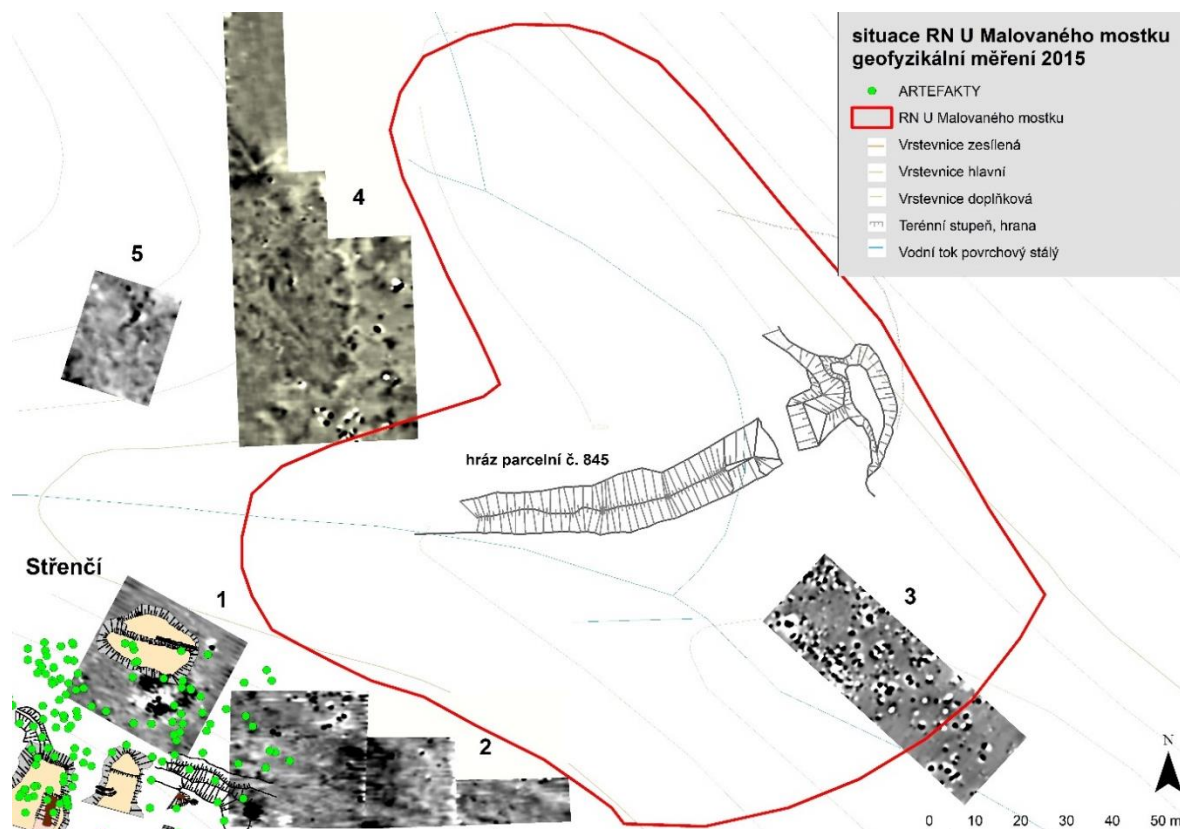 situace RN U Malovaného mostku
geofyzikální měření 2015
ARTEFAKTY
RN U Malovaného mostku
Vrstevnice zesílená
Vrstevnice hlavní
Vrstevnice doplňková
Terénní stupeň, hrana
Vodní tok povrchový stálý
4
5
hráz parcelní č. 845
Střenčí
1
3
2
N
0 10 20 30 40 50 m